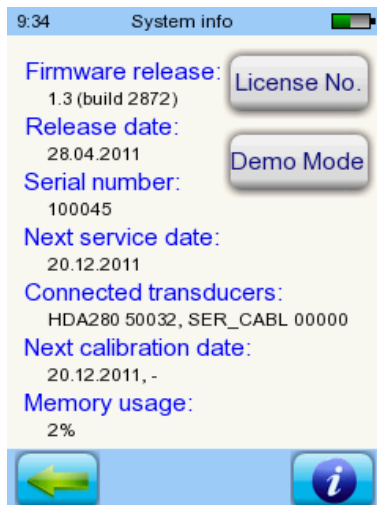 9:34 System info
Firmware release:
License No.
1.3 (build 2872)
Release date:
28.04.2011
Demo Mode
Serial number:
100045
Next service date:
20.12.2011
Connected transducers:
HDA280 50032, SER_CABL 00000
Next calibration date:
20.12.2011, -
Memory usage:
2%
i